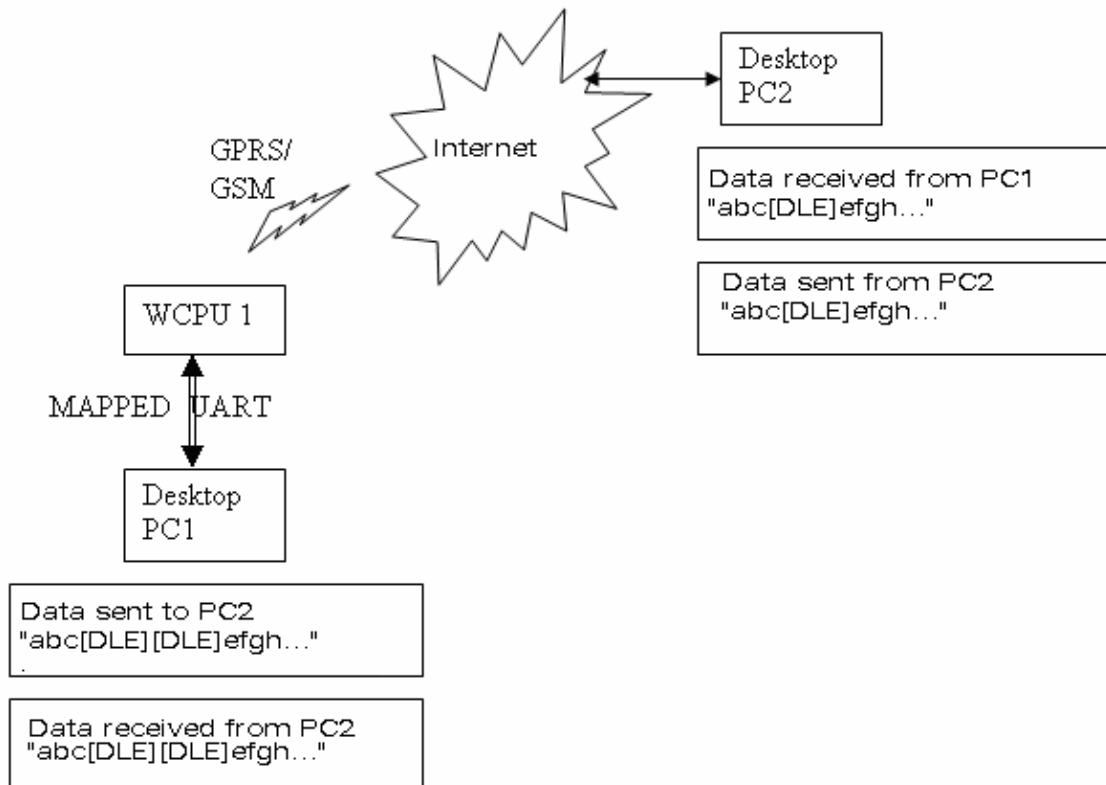 Desktop
PC2
GPRS/
GSM
Internet
Data received from PC1
"abc[DLE]efgh..."
Data sent from PC2
"abc[DLE]efgh..."
WCPU 1
MAPPED UART
Desktop
PC1
Data sent to PC2
"abc[DLE][DLE]efgh..."
.
Data received from PC2
"abc[DLE][DLE]efgh..."